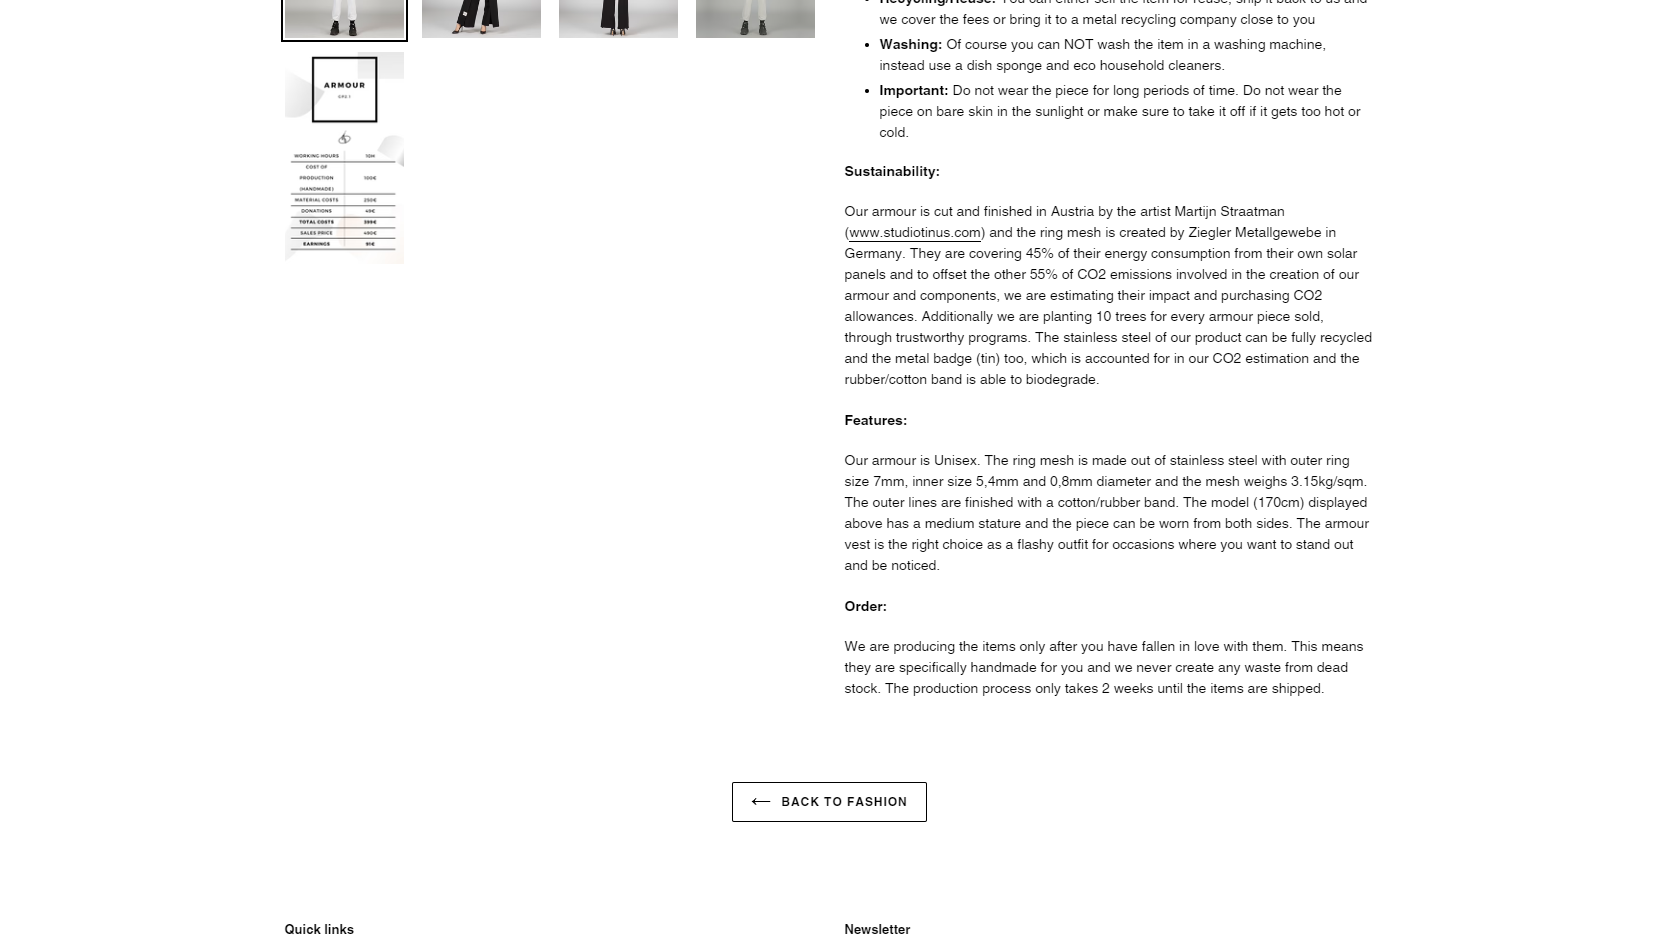 we cover the fees or bring it to a metal recycling company close to you
Washing: Of course you can NOT wash the item in a washing machine,
instead use a dish sponge and eco household cleaners.
Important: Do not wear the piece for long periods of time. Do not wear the
piece on bare skin in the sunlight or make sure to take it off if it gets too hot or
cold.
ARMOUR
WORKING HOURS 10H
COST OF
PRODUCTION 100€
(HANDMADE)
MATERIAL COSTS 250€
DONATIONS 49€
TOTAL COSTS 399€
SALES PRICE 490€
EARNINGS 91€
Sustainability:
Our armour is cut and finished in Austria by the artist Martijn Straatman
(www.studiotinus.com) and the ring mesh is created by Ziegler Metallgewebe in
Germany. They are covering 45% of their energy consumption from their own solar
panels and to offset the other 55% of CO2 emissions involved in the creation of our
armour and components, we are estimating their impact and purchasing CO2
allowances. Additionally we are planting 10 trees for every armour piece sold,
through trustworthy programs. The stainless steel of our product can be fully recycled
and the metal badge (tin) too, which is accounted for in our CO2 estimation and the
rubber/cotton band is able to biodegrade.
Features:
Our armour is Unisex. The ring mesh is made out of stainless steel with outer ring
size 7mm, inner size 5,4mm and 0,8mm diameter and the mesh weighs 3.15kg/sqm.
The outer lines are finished with a cotton/rubber band. The model (170cm) displayed
above has a medium stature and the piece can be worn from both sides. The armour
vest is the right choice as a flashy outfit for occasions where you want to stand out
and be noticed.
Order:
We are producing the items only after you have fallen in love with them. This means
they are specifically handmade for you and we never create any waste from dead
stock. The production process only takes 2 weeks until the items are shipped.
BACK TO FASHION
Quick links
Newsletter